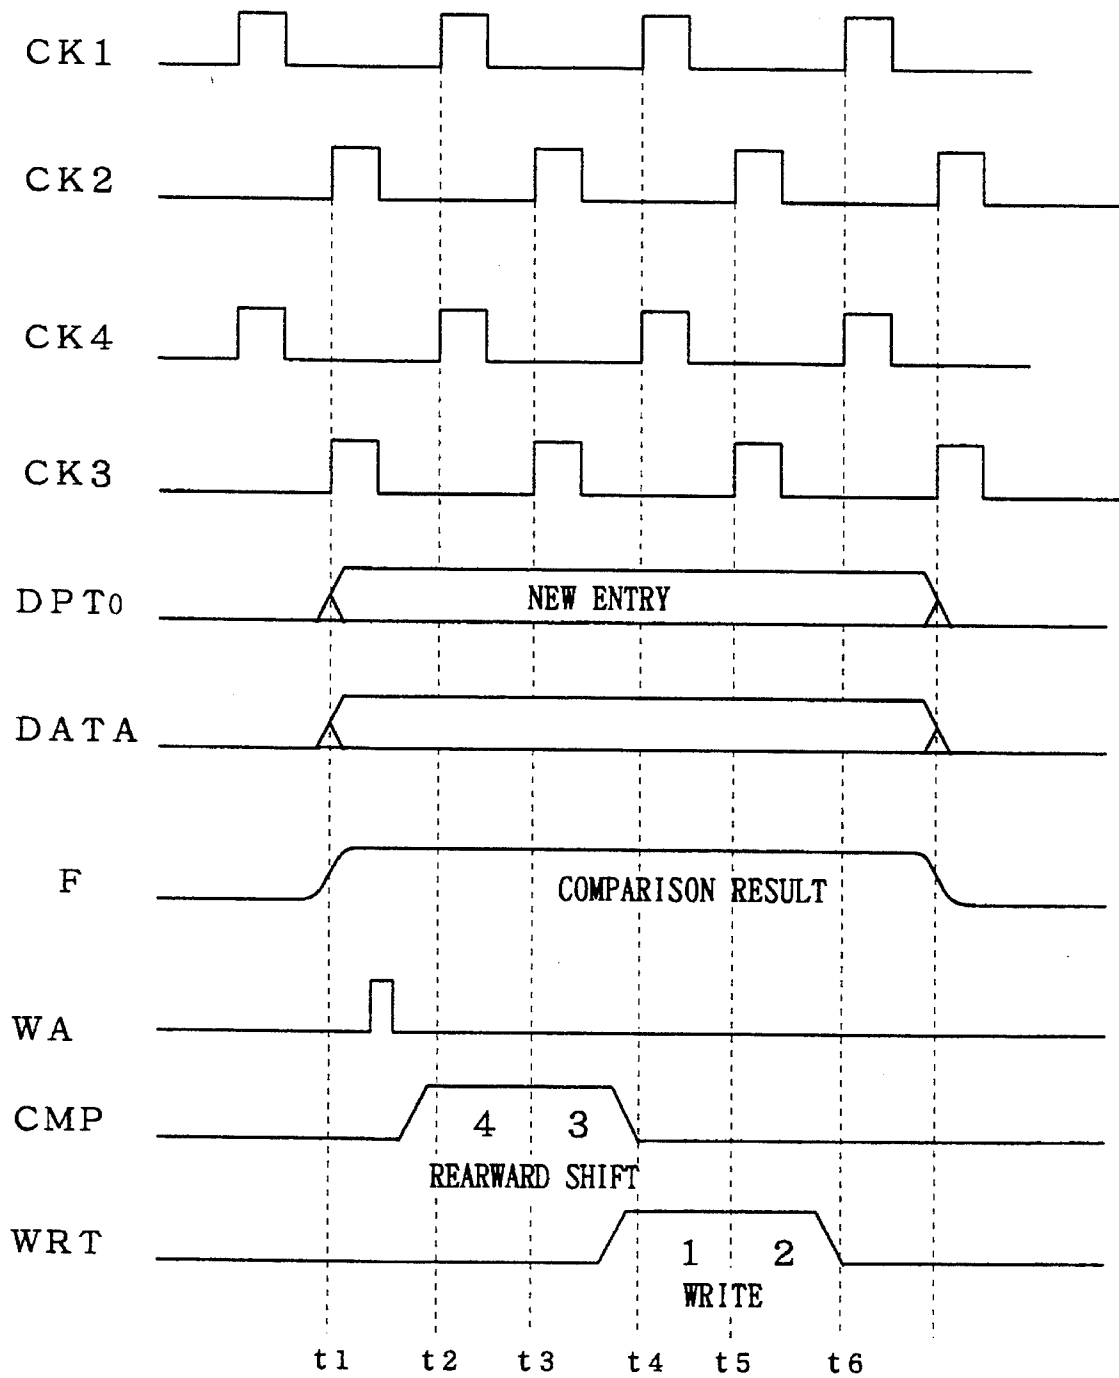 CK1
CK2
CK4
CK3
DPT0 NEW ENTRY
DATA
F COMPARISON RESULT
WA
CMP 4 3
REARWARD SHIFT
WRT 1 2
WRITE
t1 t2 t3 t4 t5 t6